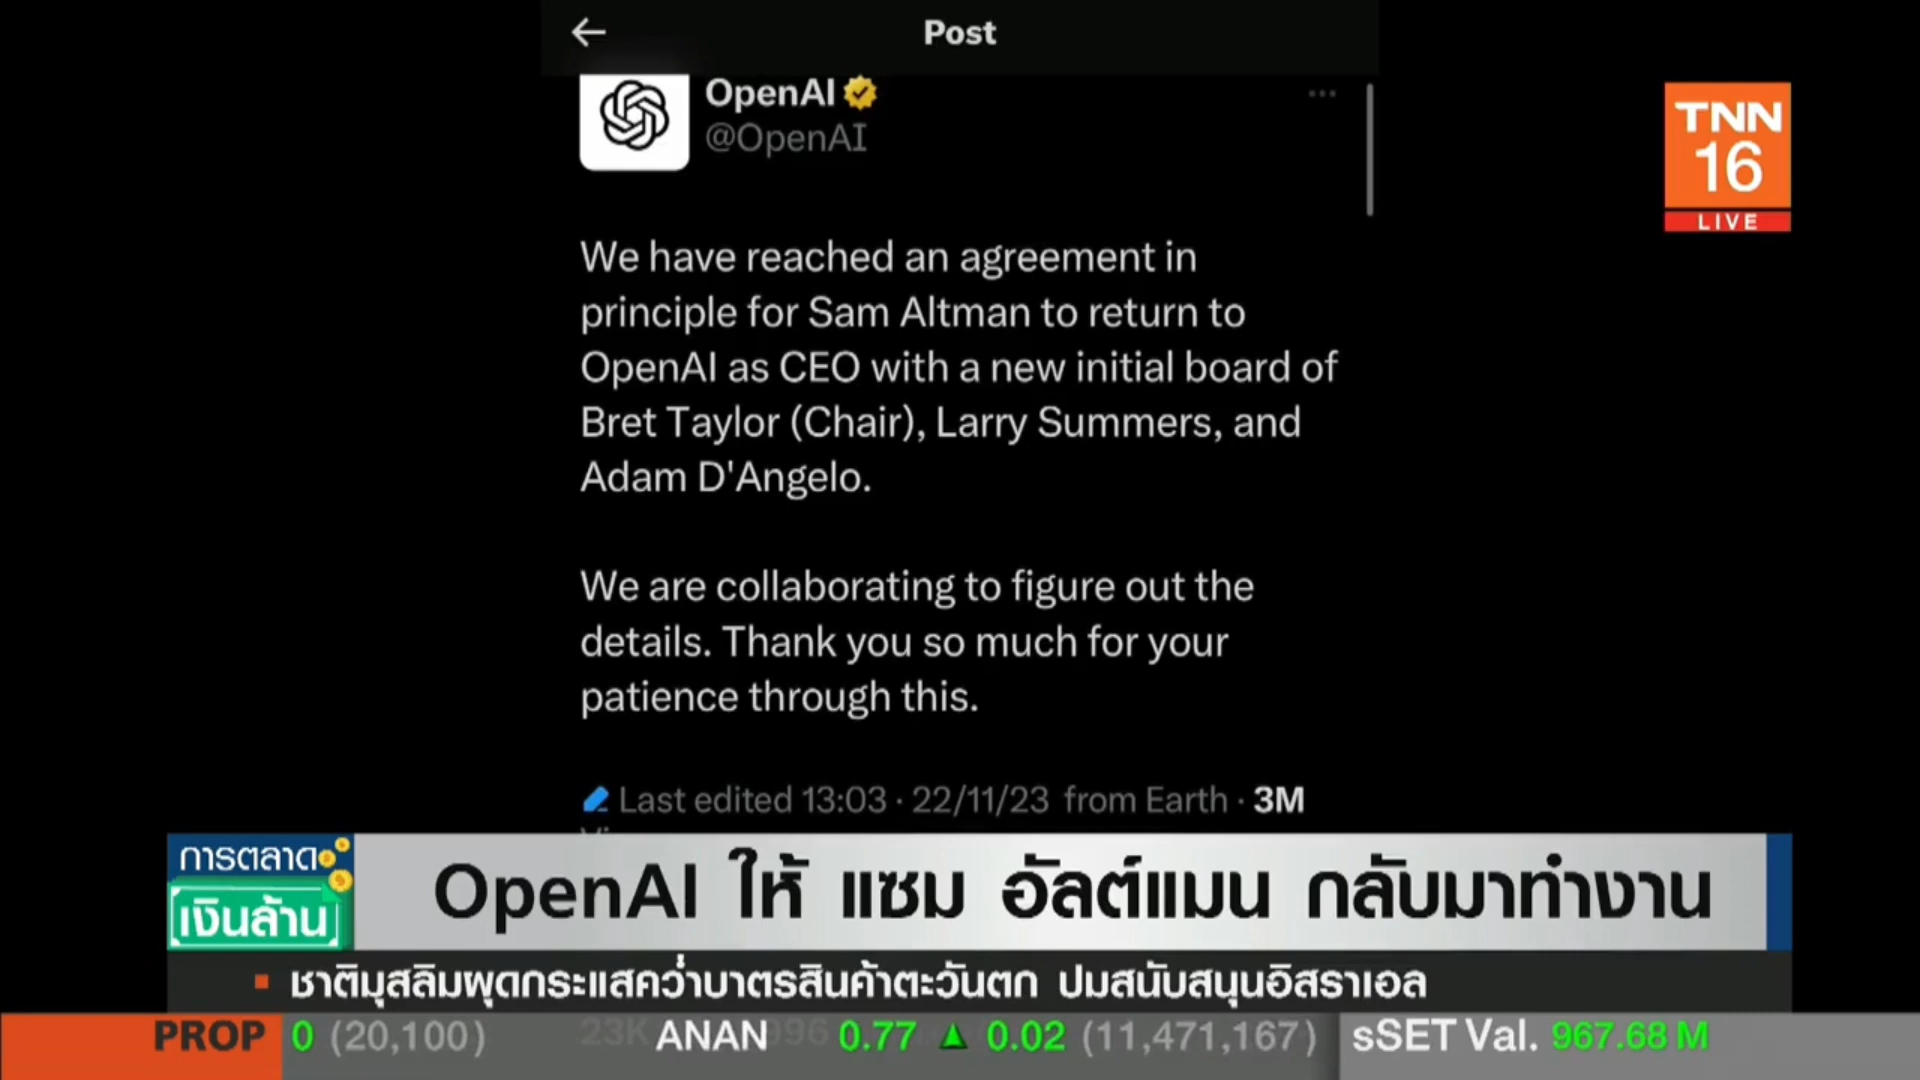 Post
OpenAI
@OpenAI
TNN
16
LIVE
We have reached an agreement in
principle for Sam Altman to return to
OpenAI as CEO with a new initial board of
Bret Taylor (Chair), Larry Summers, and
Adam D'Angelo.
We are collaborating to figure out the
details. Thank you so much for your
patience through this.
Last edited 13:03 · 22/11/23 from Earth · 3M
การตลาด
เงินล้าน
OpenAI ให้ แซม อัลต์แมน กลับมาทำงาน
ชาติมุสลิมผุดกระแสคว่ำบาตรสินค้าตะวันตก ปมสนับสนุนอิสราเอล
PROP 0 (20,100) 23K ANAN 0.77 ▲ 0.02 (11,471,167) sSET Val. 967.68 M